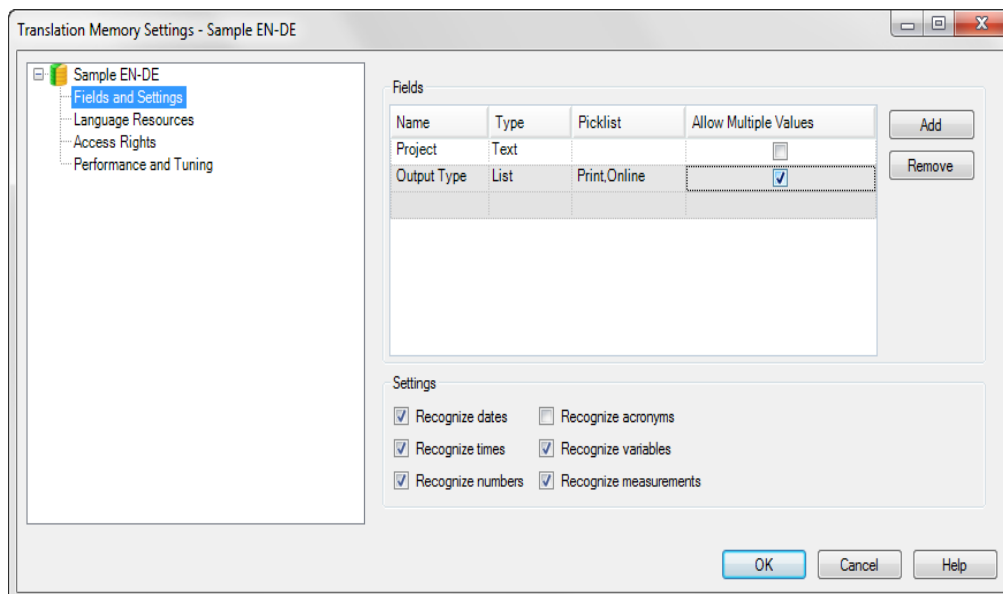 Translation Memory Settings - Sample EN-DE
Sample EN-DE
Fields and Settings
Language Resources
Access Rights
Performance and Tuning
Fields
Name Type Picklist Allow Multiple Values
Project Text
Output Type List Print,Online
Add
Remove
Settings
Recognize dates Recognize acronyms
Recognize times Recognize variables
Recognize numbers Recognize measurements
OK Cancel Help